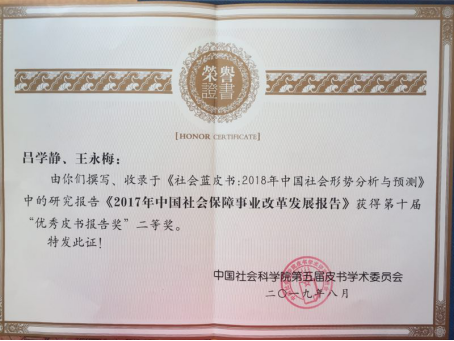 榮譽
證書
[HONOR CERTIFICATE]
吕学静、王永梅：
由你们撰写、收录于《社会蓝皮书:2018年中国社会形势分析与预测》
中的研究报告《2017年中国社会保障事业改革发展报告》获得第十届
“优秀皮书报告奖”二等奖。
特发此证！
中国社会科学院第五届皮书学术委员会
二〇一九年八月